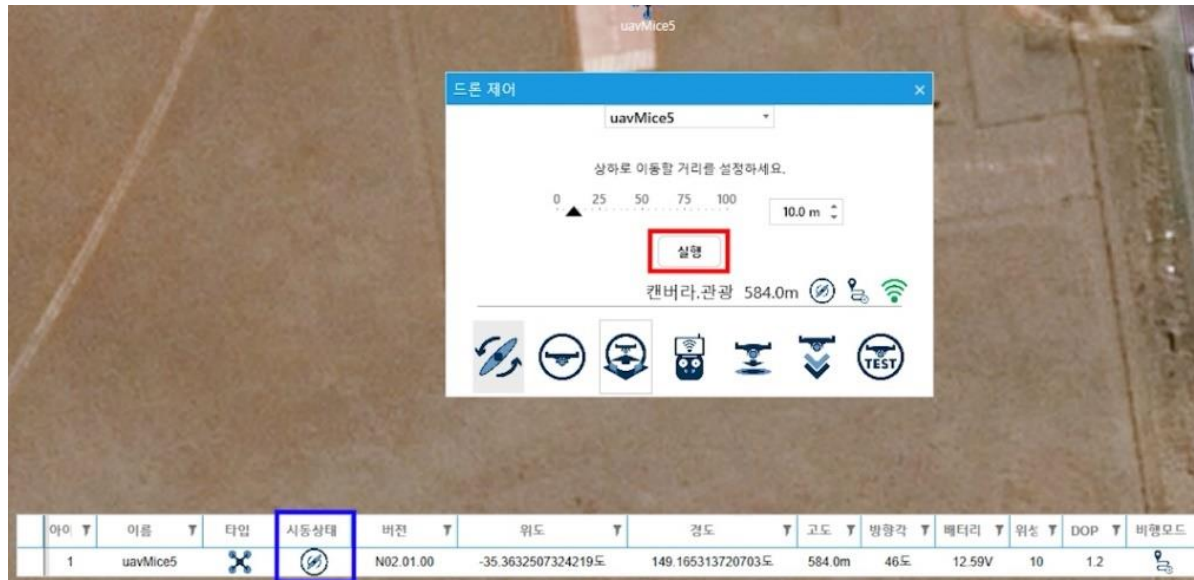 uavMice5
드론 제어
uavMice5
상하로 이동할 거리를 설정하세요.
0 25 50 75 100
10.0 m
실행
캔버라.관광 584.0m
TEST
아이 이름 타입 시동상태 버전 위도 경도 고도 방향각 배터리 위성 DOP 비행모드
1 uavMice5 N02.01.00 -35.3632507324219도 149.165313720703도 584.0m 46도 12.59V 10 1.2